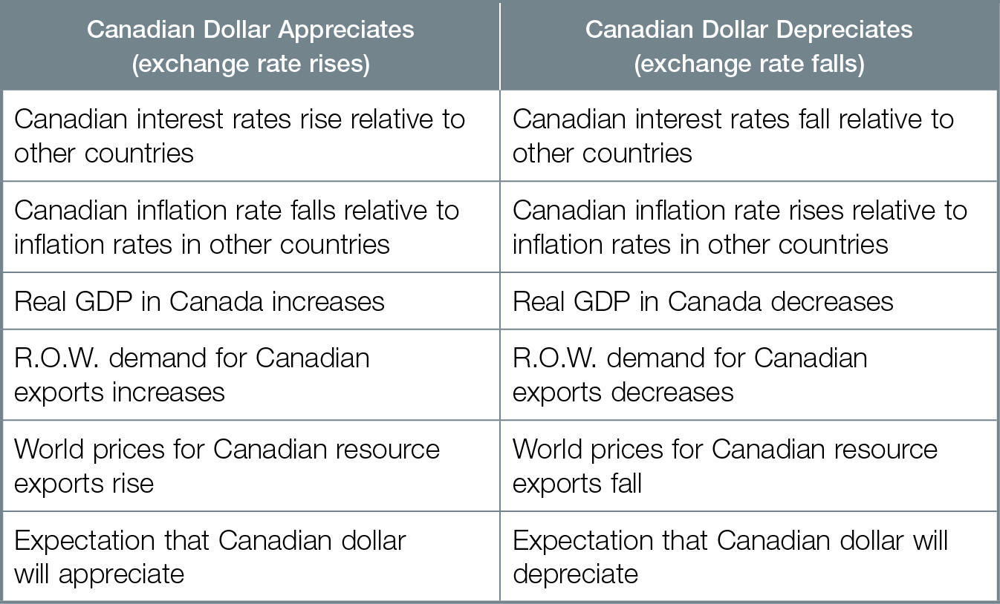 Canadian Dollar Appreciates
(exchange rate rises)
Canadian Dollar Depreciates
(exchange rate falls)
Canadian interest rates rise relative to
other countries
Canadian interest rates fall relative to
other countries
Canadian inflation rate falls relative to
inflation rates in other countries
Canadian inflation rate rises relative to
inflation rates in other countries
Real GDP in Canada increases
Real GDP in Canada decreases
R.O.W. demand for Canadian
exports increases
R.O.W. demand for Canadian
exports decreases
World prices for Canadian resource
exports rise
World prices for Canadian resource
exports fall
Expectation that Canadian dollar
will appreciate
Expectation that Canadian dollar will
depreciate